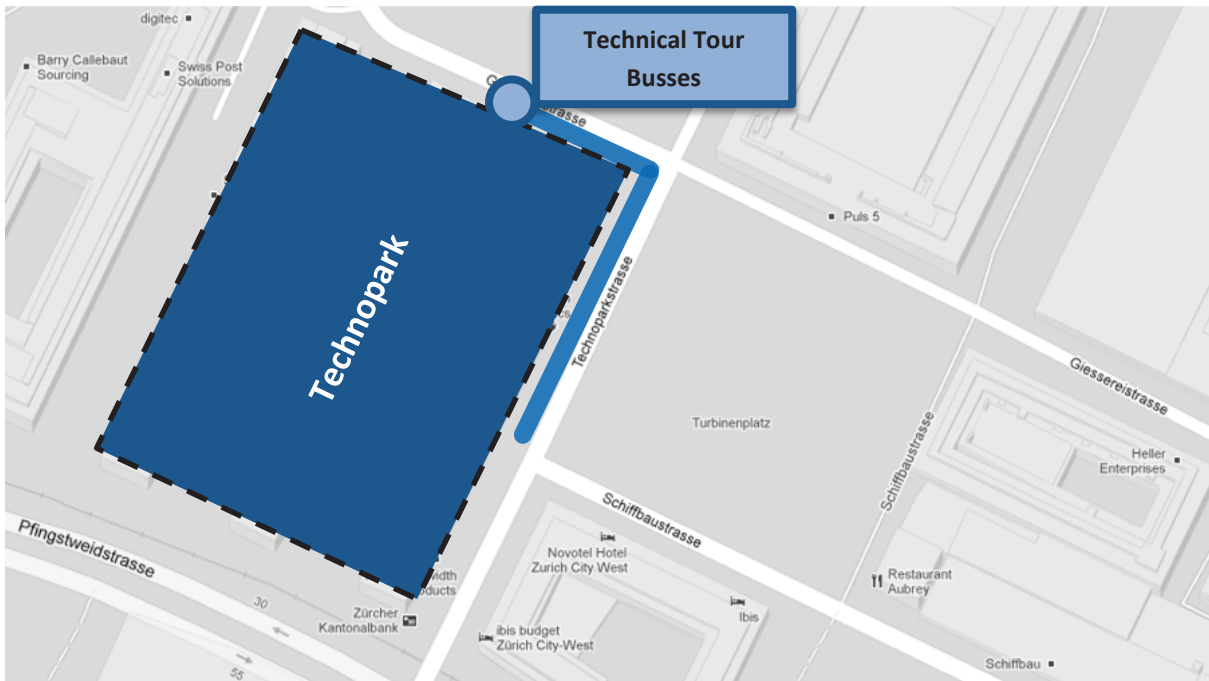 digitec
Technical Tour
Busses
Barry Callebaut
Sourcing
Swiss Post
Solutions
strasse
Puls 5
Technopark
Technoparkstrasse
Giessereistrasse
Turbinenplatz
Schiffbaustrasse
Heller
Enterprises
Schiffbaustrasse
Pfingstweidstrasse
Novotel Hotel
Zurich City West
Restaurant
Aubrey
30
Zürcher
Kantonalbank
Ibis
ibis budget
Zürich City-West
Schiffbau
55